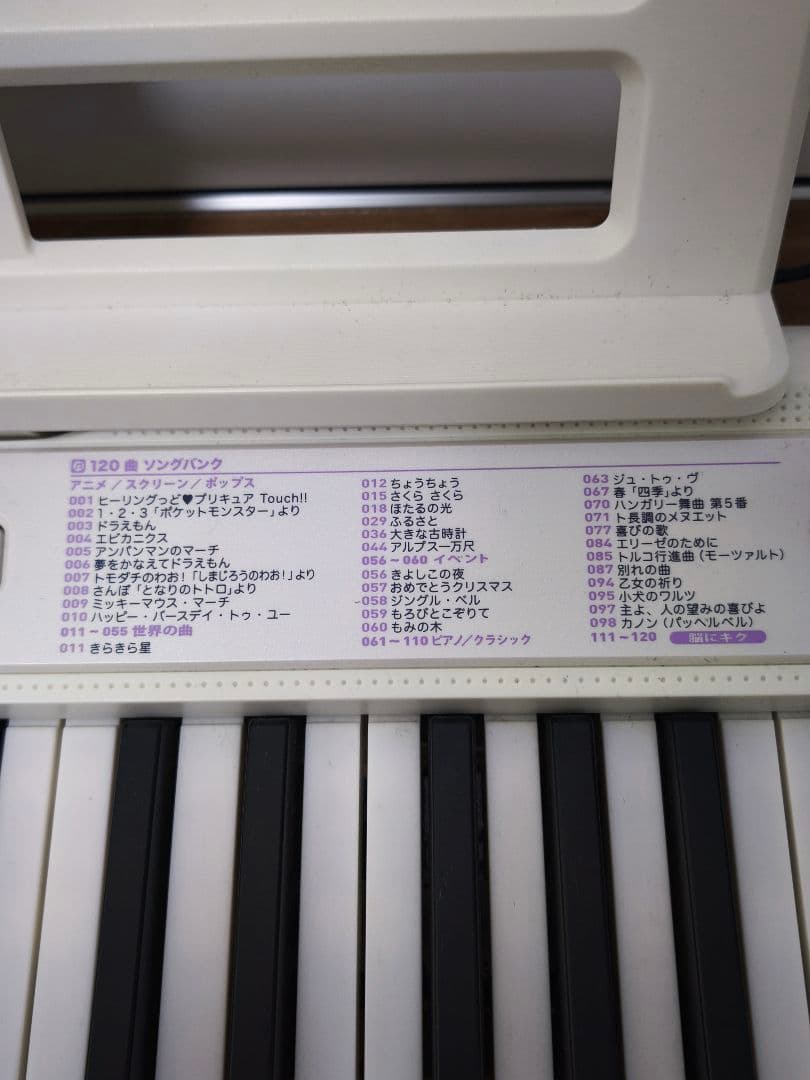 120 曲 ソングバンク
アニメ／スクリーン／ポップス
001 ヒーリングっど♥プリキュア Touch!!
002 1・2・3「ポケットモンスター」より
003 ドラえもん
004 エビカニクス
005 アンパンマンのマーチ
006 夢をかなえてドラえもん
007 トモダチのわお!「しまじろうのわお!」より
008 さんぽ「となりのトトロ」より
009 ミッキーマウス・マーチ
010 ハッピー・バースデイ・トゥ・ユー
011～055 世界の曲
011 きらきら星
012 ちょうちょう
015 さくら さくら
018 ほたるの光
029 ふるさと
036 大きな古時計
044 アルプス一万尺
056～060 イベント
056 きよしこの夜
057 おめでとうクリスマス
058 ジングル・ベル
059 もろびとこぞりて
060 もみの木
061～110 ピアノ／クラシック
063 ジュ・トゥ・ヴ
067 春「四季」より
070 ハンガリー舞曲 第5番
071 ト長調のメヌエット
077 喜びの歌
084 エリーゼのために
085 トルコ行進曲（モーツァルト）
087 別れの曲
094 乙女の祈り
095 小犬のワルツ
097 主よ、人の望みの喜びよ
098 カノン（パッヘルベル）
111～120 脳にキク